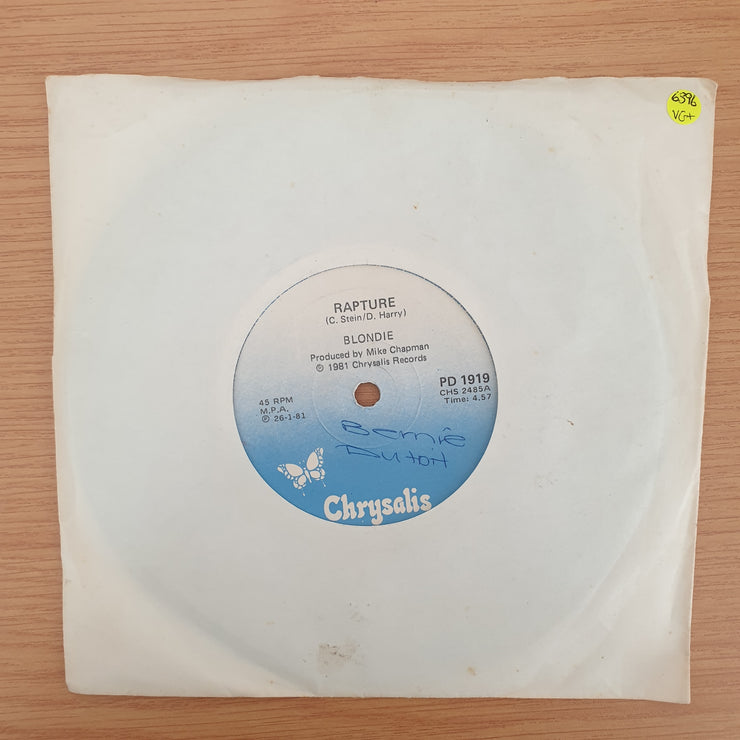 6396
VG+
RAPTURE
(C. Stein/D. Harry)
BLONDIE
Produced by Mike Chapman
© 1981 Chrysalis Records
45 RPM
M.P.A.
℗ 26-1-81
PD 1919
CHS 2485A
Time: 4.57
Bernie
Dutoit
Chrysalis